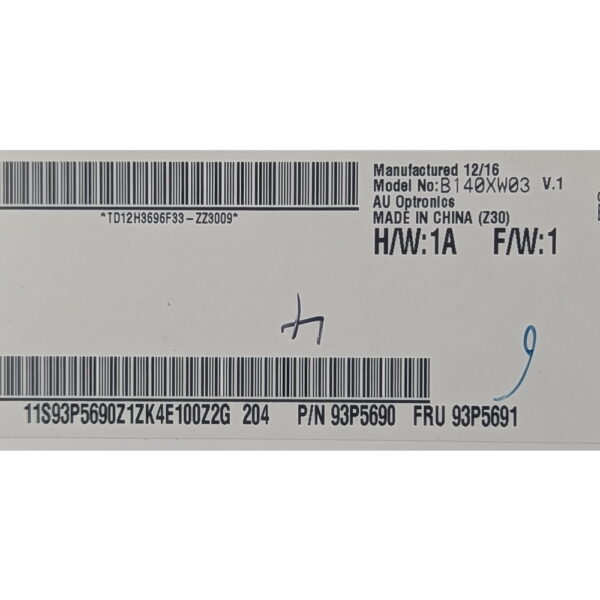 Manufactured 12/16
Model No:B140XW03 V.1
AU Optronics
*TD12H3696F33-ZZ3009*
MADE IN CHINA (Z30)
H/W:1A F/W:1
11S93P5690Z1ZK4E100Z2G 204 P/N 93P5690 FRU 93P5691